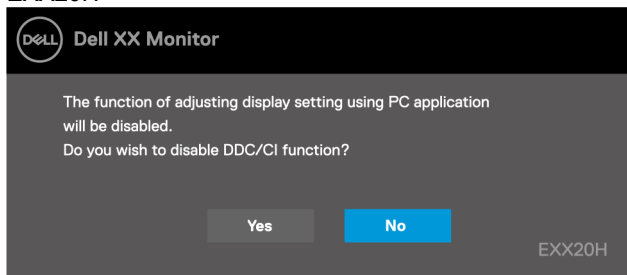 EXX20H
DELL Dell XX Monitor
The function of adjusting display setting using PC application
will be disabled.
Do you wish to disable DDC/CI function?
Yes No
EXX20H